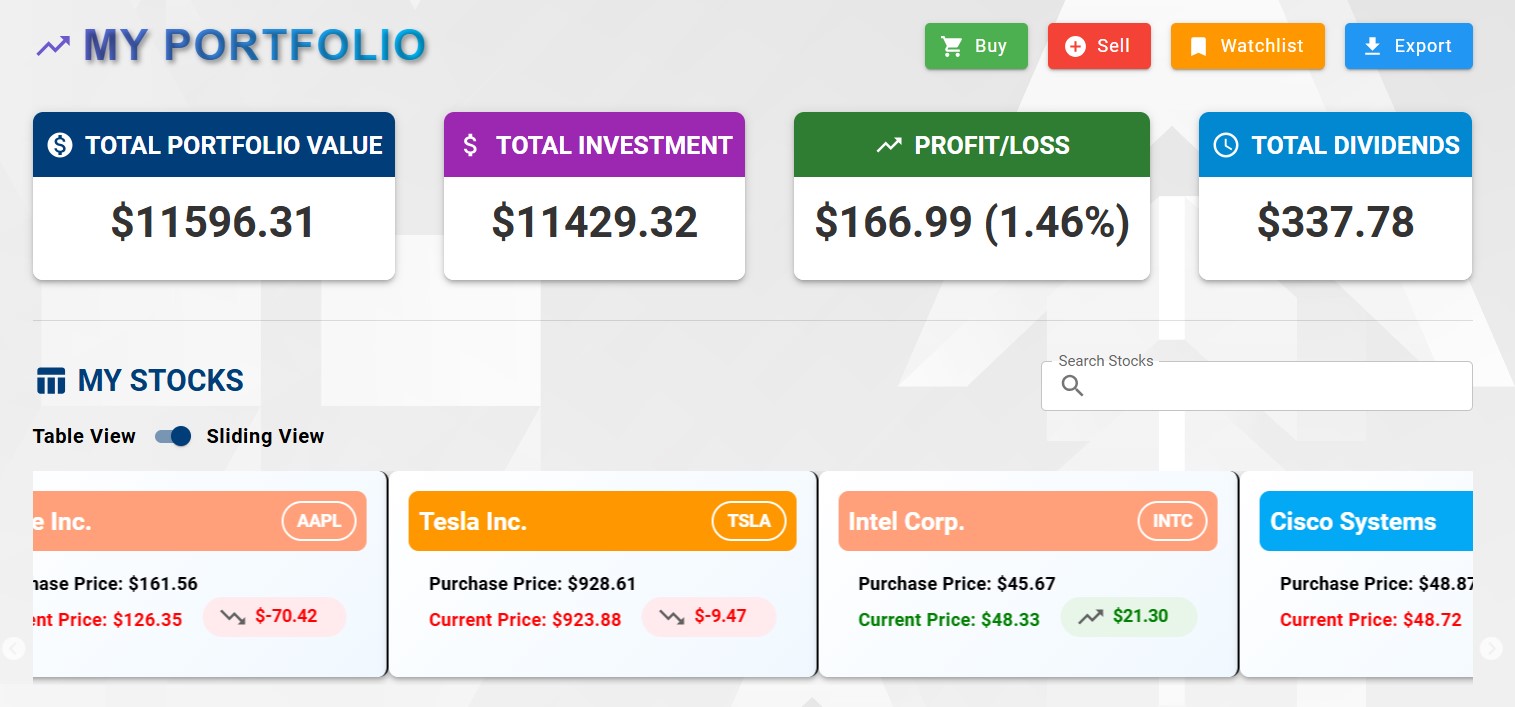 MY PORTFOLIO
Buy
Sell
Watchlist
Export
TOTAL PORTFOLIO VALUE
$11596.31
TOTAL INVESTMENT
$11429.32
PROFIT/LOSS
$166.99 (1.46%)
TOTAL DIVIDENDS
$337.78
MY STOCKS
Search Stocks
Table View
Sliding View
e Inc.
AAPL
hase Price: $161.56
ent Price: $126.35
$-70.42
Tesla Inc.
TSLA
Purchase Price: $928.61
Current Price: $923.88
$-9.47
Intel Corp.
INTC
Purchase Price: $45.67
Current Price: $48.33
$21.30
Cisco Systems
Purchase Price: $48.87
Current Price: $48.72